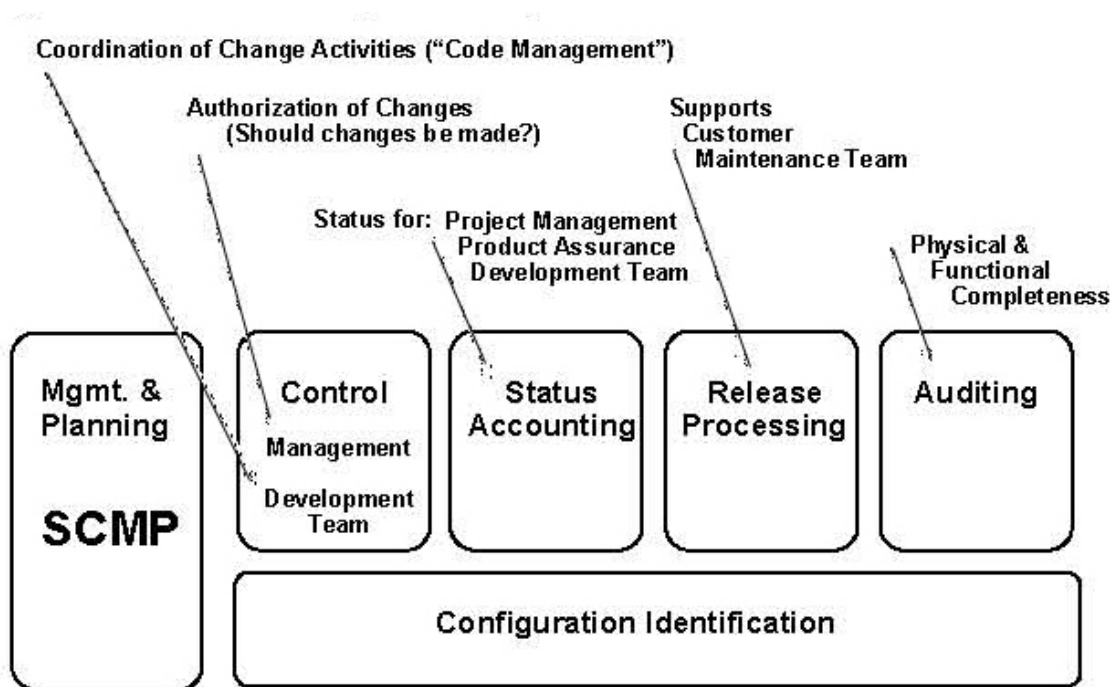 Coordination of Change Activities (“Code Management”)
Authorization of Changes
(Should changes be made?)
Supports
Customer
Maintenance Team
Status for: Project Management
Product Assurance
Development Team
Physical &
Functional
Completeness
Mgmt. &
Planning
SCMP
Control
Management
Development
Team
Status
Accounting
Release
Processing
Auditing
Configuration Identification